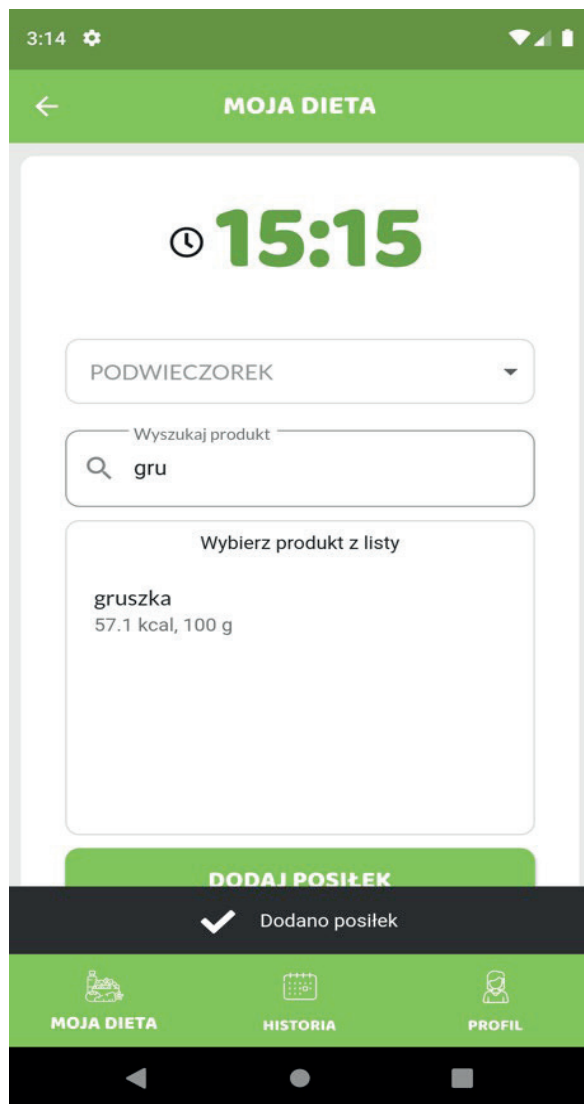 3:14
MOJA DIETA
15:15
PODWIECZOREK
Wyszukaj produkt
gru
Wybierz produkt z listy
gruszka
57.1 kcal, 100 g
DODAJ POSIŁEK
Dodano posiłek
MOJA DIETA HISTORIA PROFIL